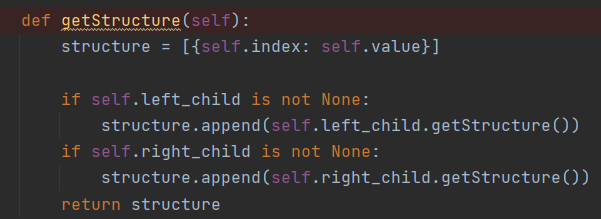 def getStructure(self):
    structure = [{self.index: self.value}]

    if self.left_child is not None:
        structure.append(self.left_child.getStructure())
    if self.right_child is not None:
        structure.append(self.right_child.getStructure())
    return structure